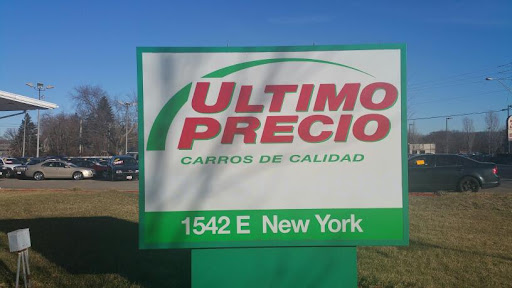 ULTIMO
PRECIO
CARROS DE CALIDAD
1542 E New York